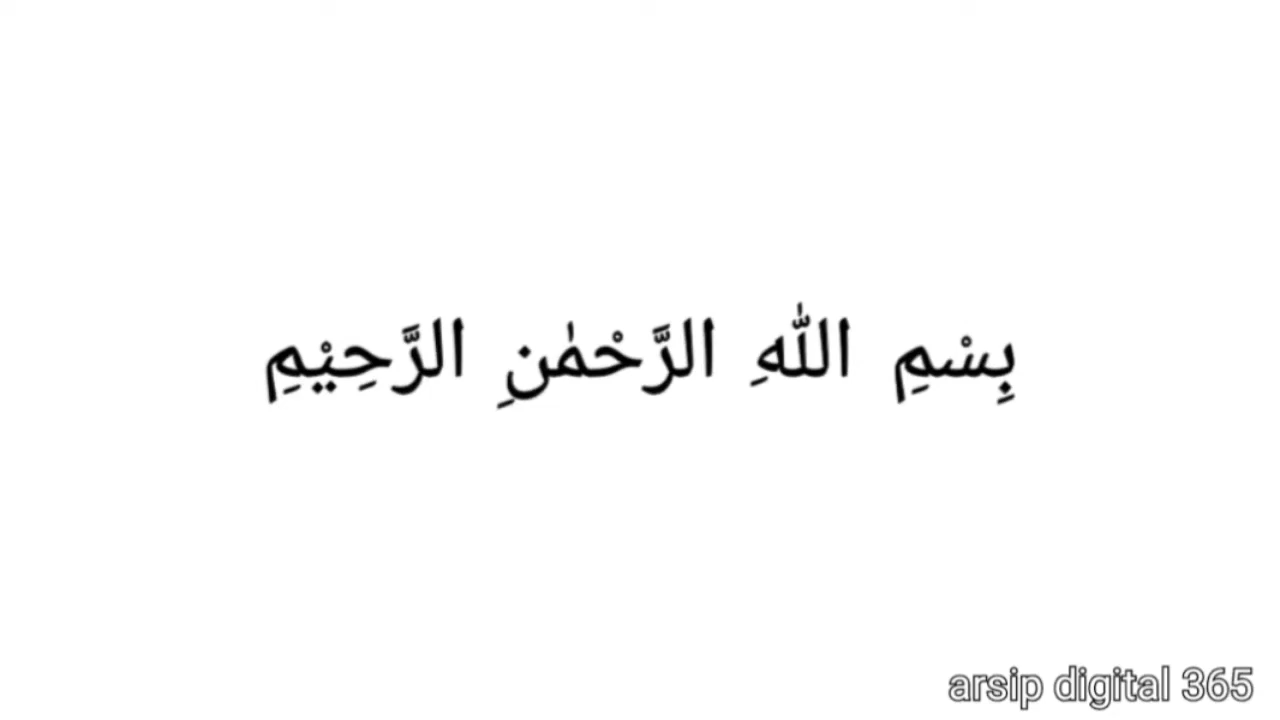 بِسْمِ اللّٰهِ الرَّحْمٰنِ الرَّحِيْمِ
arsip digital 365